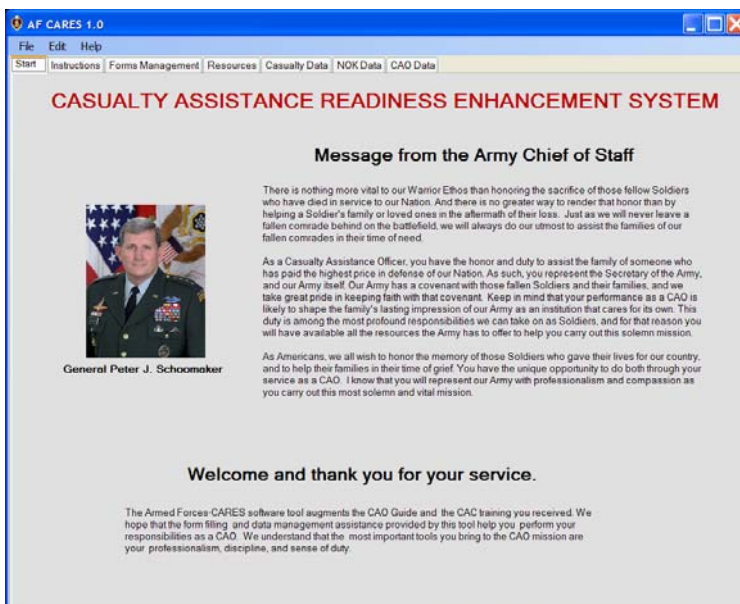 AF CARES 1.0
File Edit Help
Start Instructions Forms Management Resources Casualty Data NOK Data CAO Data
CASUALTY ASSISTANCE READINESS ENHANCEMENT SYSTEM
Message from the Army Chief of Staff
There is nothing more vital to our Warrior Ethos than honoring the sacrifice of those fellow Soldiers
who have died in service to our Nation. And there is no greater way to render that honor than by
helping a Soldier's family or loved ones in the aftermath of their loss. Just as we will never leave a
fallen comrade behind on the battlefield, we will always do our utmost to assist the families of our
fallen comrades in their time of need.
As a Casualty Assistance Officer, you have the honor and duty to assist the family of someone who
has paid the highest price in defense of our Nation. As such, you represent the Secretary of the Army,
and our Army itself. Our Army has a covenant with those fallen Soldiers and their families, and we
take great pride in keeping faith with that covenant. Keep in mind that your performance as a CAO is
likely to shape the family's lasting impression of our Army as an institution that cares for its own. This
duty is among the most profound responsibilities we can take on as Soldiers, and for that reason you
will have available all the resources the Army has to offer to help you carry out this solemn mission.
As Americans, we all wish to honor the memory of those Soldiers who gave their lives for our country,
and to help their families in their time of grief. You have the unique opportunity to do both through your
service as a CAO. I know that you will represent our Army with professionalism and compassion as
you carry out this most solemn and vital mission.
General Peter J. Schoomaker
Welcome and thank you for your service.
The Armed Forces-CARES software tool augments the CAO Guide and the CAC training you received. We
hope that the form filling and data management assistance provided by this tool help you perform your
responsibilities as a CAO. We understand that the most important tools you bring to the CAO mission are
your professionalism, discipline, and sense of duty.